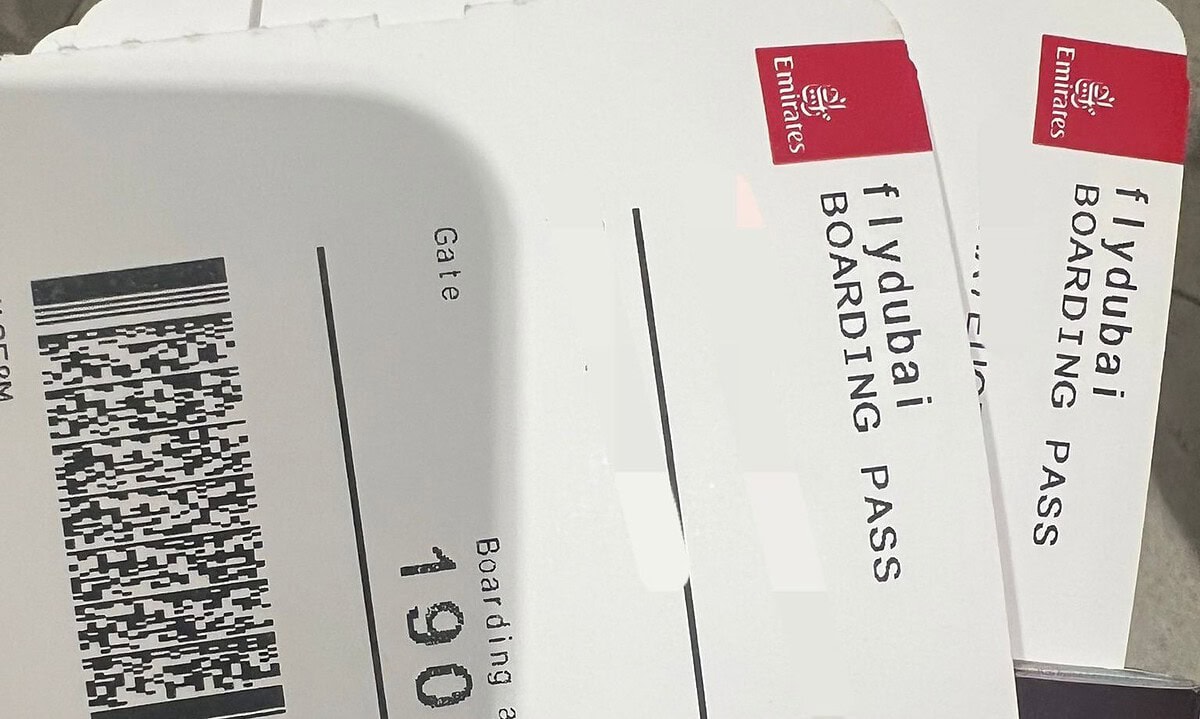 Emirates
flydubai
BOARDING PASS
Gate
Boarding a
190
Emirates
flydubai
BOARDING PASS